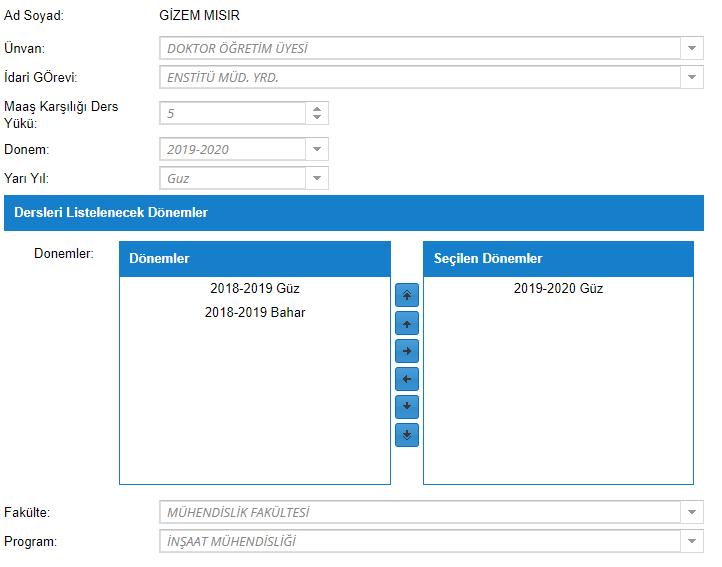 Ad Soyad: GİZEM MISIR
Ünvan: DOKTOR ÖĞRETİM ÜYESİ
İdari GÖrevi: ENSTİTÜ MÜD. YRD.
Maaş Karşılığı Ders
Yükü: 5
Donem: 2019-2020
Yarı Yıl: Guz
Dersleri Listelenecek Dönemler
Donemler:
Dönemler
2018-2019 Güz
2018-2019 Bahar
Seçilen Dönemler
2019-2020 Güz
Fakülte: MÜHENDİSLİK FAKÜLTESİ
Program: İNŞAAT MÜHENDİSLİĞİ